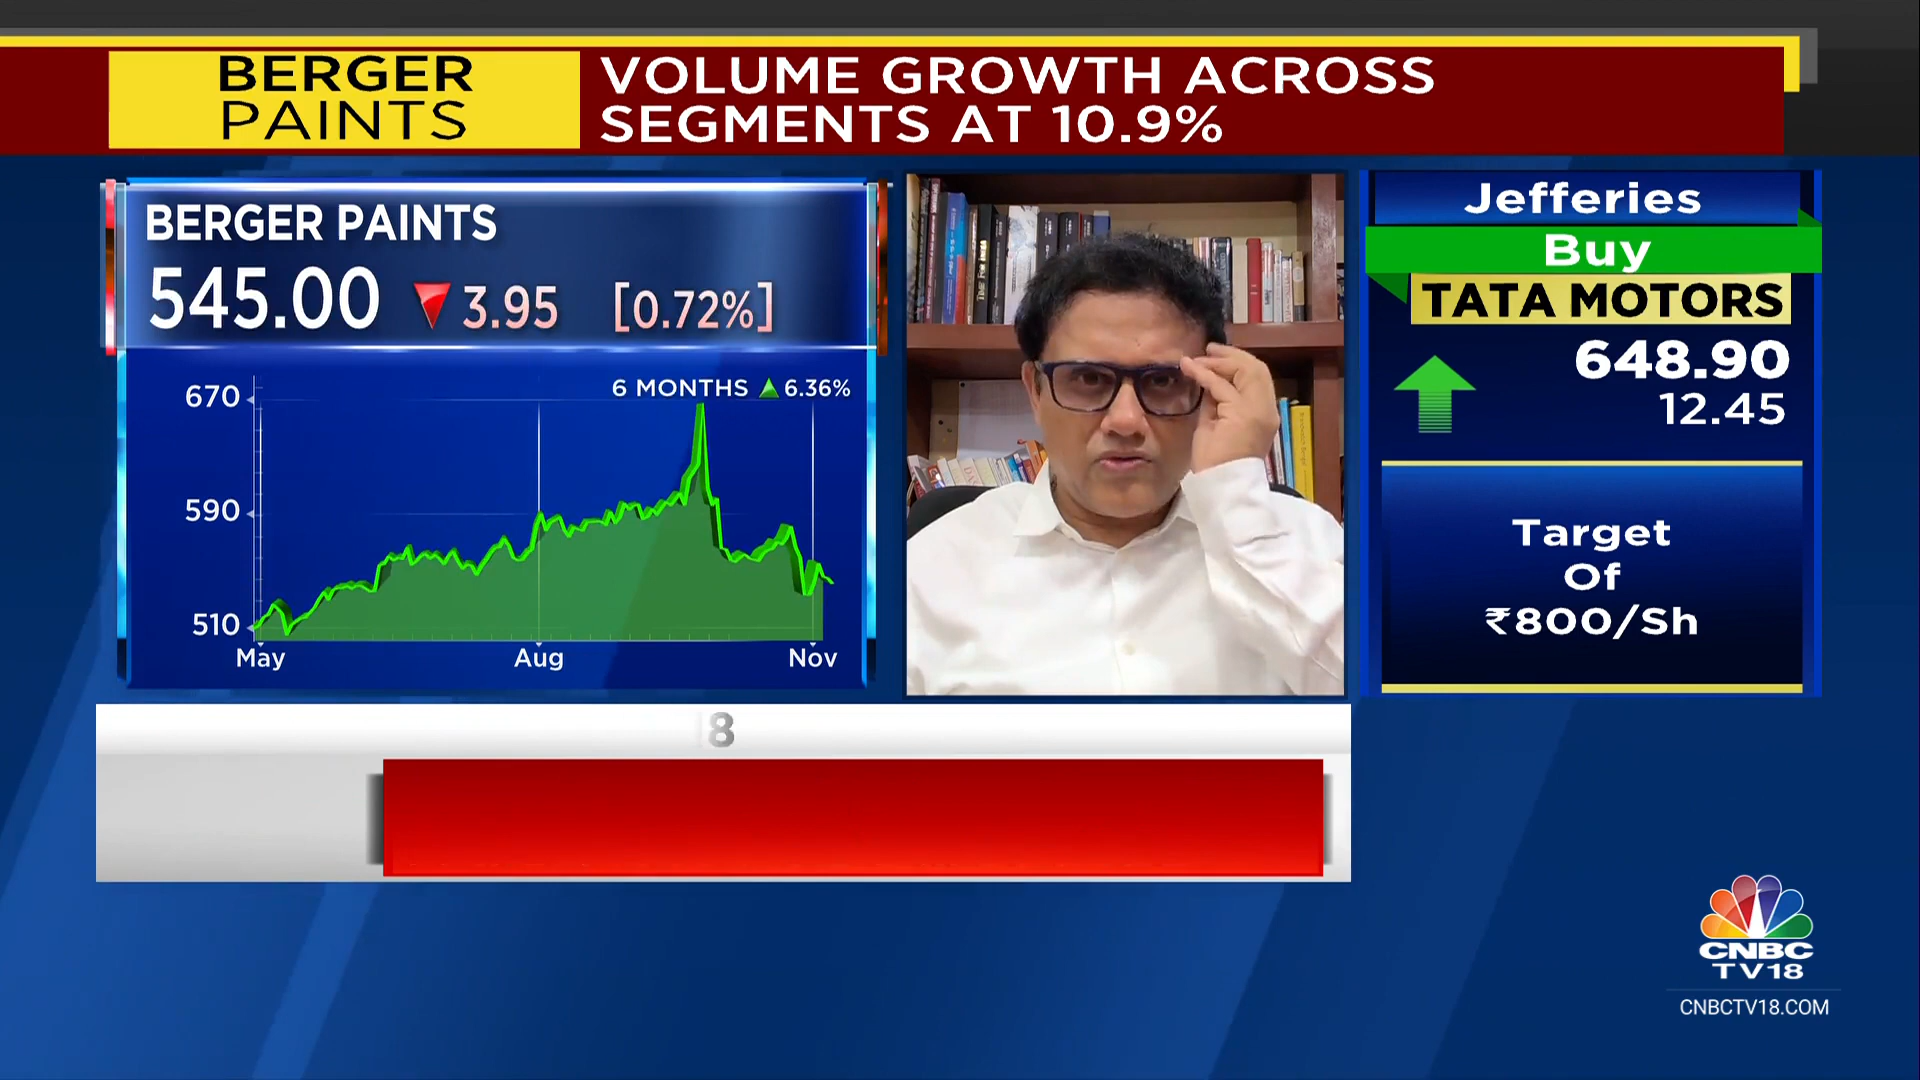 BERGER
PAINTS
VOLUME GROWTH ACROSS
SEGMENTS AT 10.9%
BERGER PAINTS
545.00 ▼ 3.95 [0.72%]
6 MONTHS ▲ 6.36%
670
590
510
May Aug Nov
Jefferies
Buy
TATA MOTORS
648.90
12.45
Target
Of
₹800/Sh
8
CNBC
TV18
CNBCTV18.COM